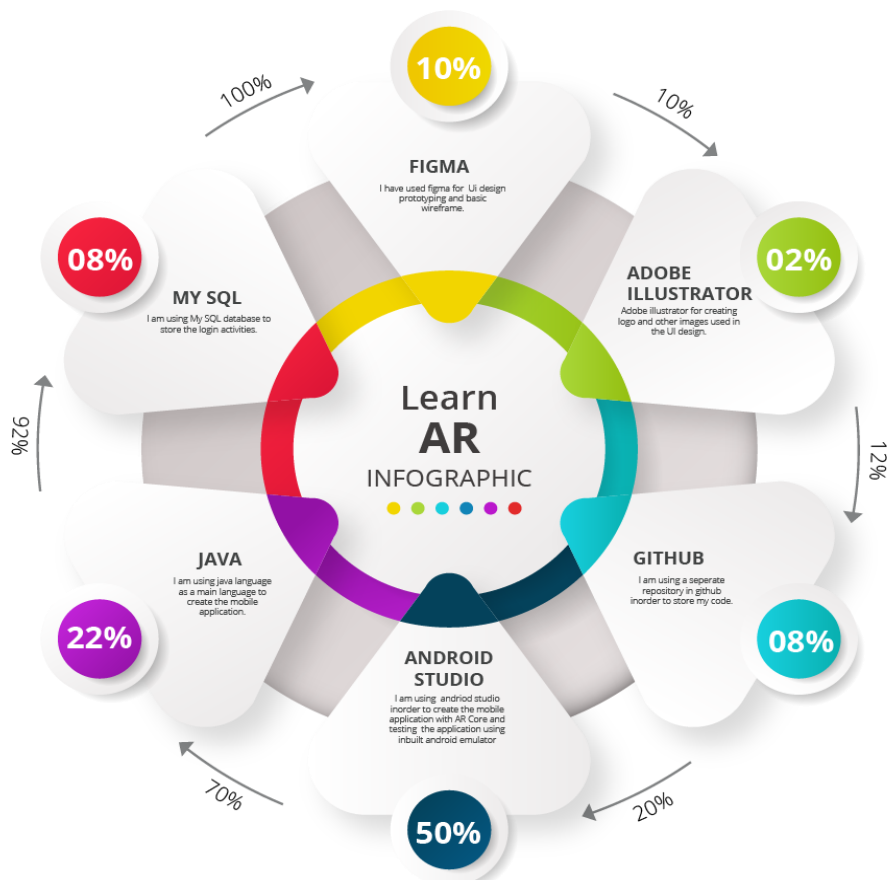 100%
10%
10%
FIGMA
I have used figma for Ui design
prototyping and basic
wireframe.
08%
MY SQL
I am using My SQL database to
store the login activities.
02%
ADOBE
ILLUSTRATOR
Adobe illustrator for creating
logo and other images used in
the UI design.
Learn
AR
INFOGRAPHIC
92%
12%
JAVA
I am using java language
as a main language to
create the mobile
application.
22%
GITHUB
I am using a seperate
repository in github
inorder to store my code.
08%
ANDROID
STUDIO
I am using andriod studio
inorder to create the mobile
application with AR Core and
testing the application using
inbuilt android emulator
50%
70%
20%